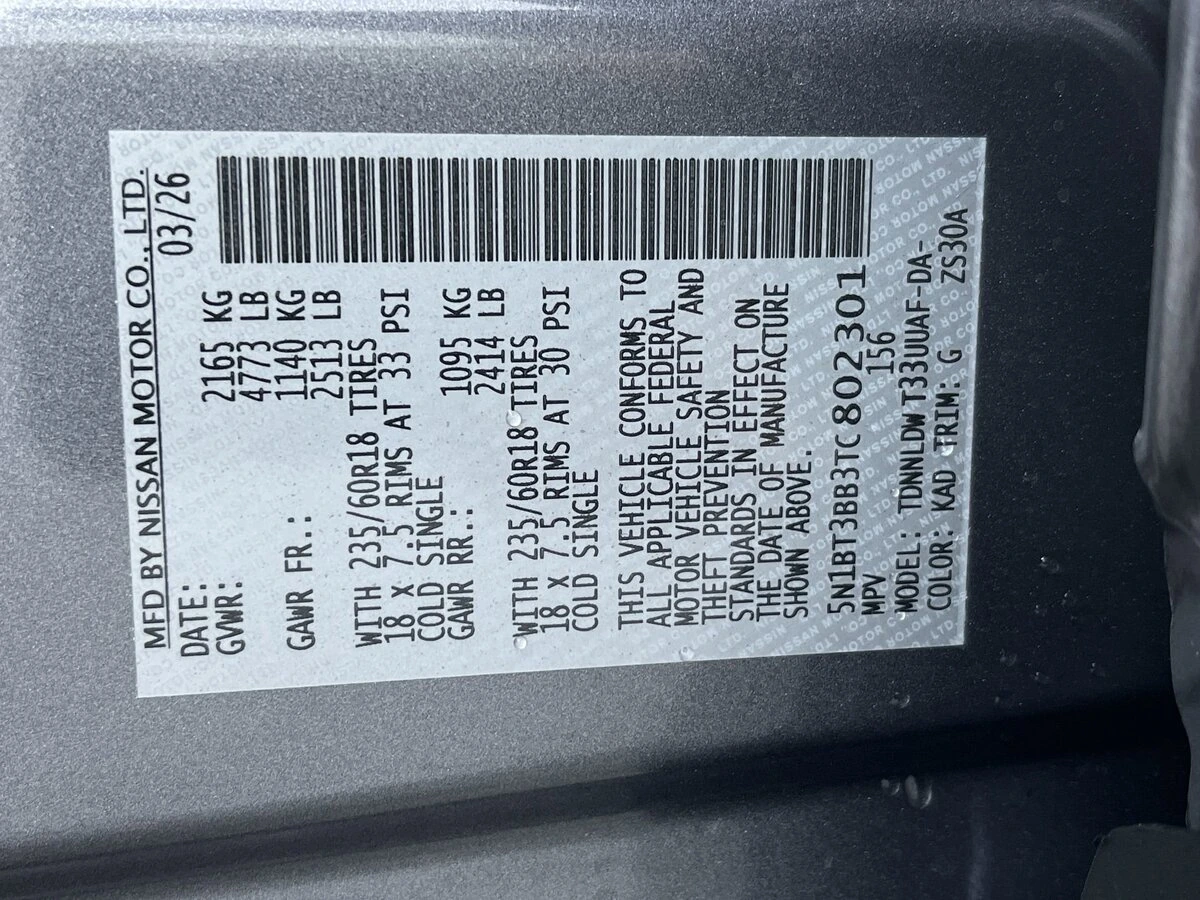 MFD BY NISSAN MOTOR CO., LTD.
DATE: 03/26
GVWR: 2165 KG
4773 LB
GAWR FR.: 1140 KG
2513 LB
WITH 235/60R18 TIRES
18 X 7.5 RIMS AT 33 PSI
COLD SINGLE
GAWR RR.: 1095 KG
2414 LB
WITH 235/60R18 TIRES
18 X 7.5 RIMS AT 30 PSI
COLD SINGLE
THIS VEHICLE CONFORMS TO
ALL APPLICABLE FEDERAL
MOTOR VEHICLE SAFETY AND
THEFT PREVENTION
STANDARDS IN EFFECT ON
THE DATE OF MANUFACTURE
SHOWN ABOVE.
5N1BT3BB3TC802301
MPV 156
MODEL: TDNNLDW T33UUAF-DA-
COLOR: KAD TRIM: G ZS30A